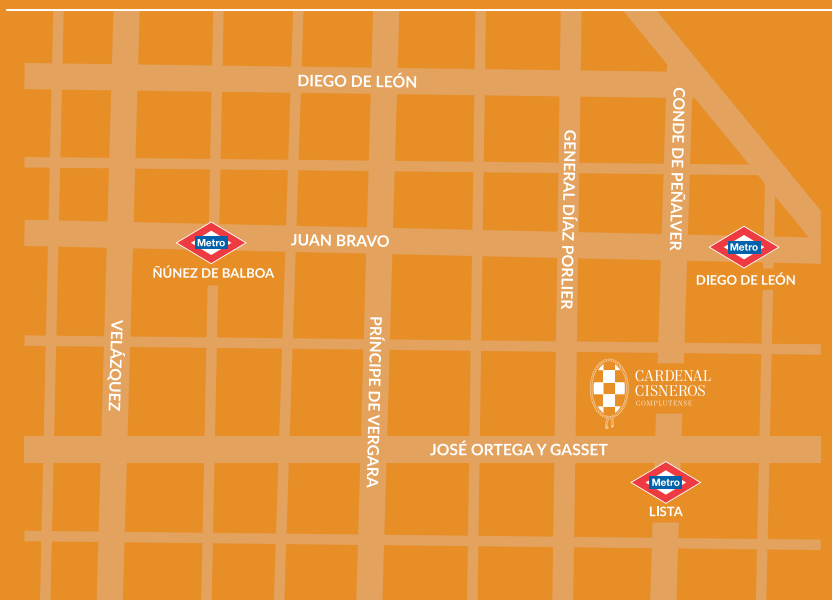 DIEGO DE LEÓN
CONDE DE PEÑALVER
GENERAL DÍAZ PORLIER
Metro
ÑÚNEZ DE BALBOA
JUAN BRAVO
Metro
DIEGO DE LEÓN
VELÁZQUEZ
PRÍNCIPE DE VERGARA
CARDENAL
CISNEROS
COMPLUTENSE
JOSÉ ORTEGA Y GASSET
Metro
LISTA